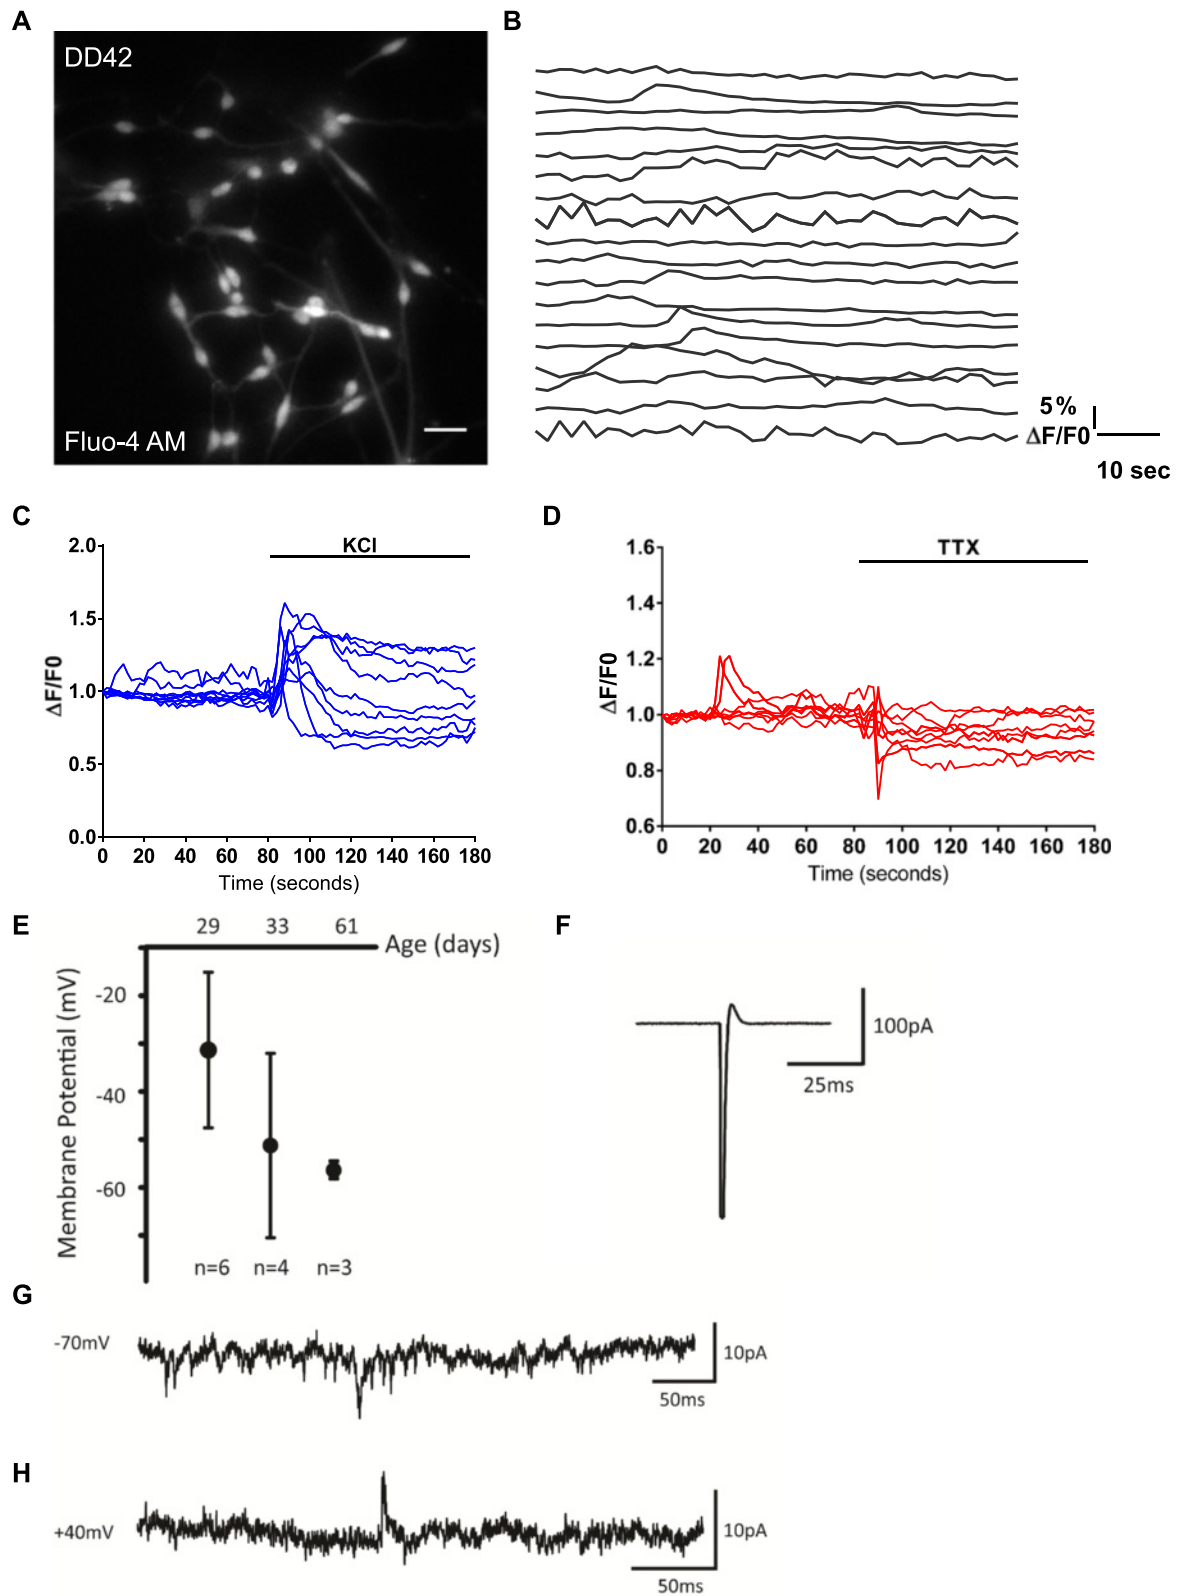 A
DD42
Fluo-4 AM
B
5%
ΔF/F0
10 sec
C
KCl
ΔF/F0
2.0
1.5
1.0
0.5
0.0
0 20 40 60 80 100 120 140 160 180
Time (seconds)
D
TTX
ΔF/F0
1.6
1.4
1.2
1.0
0.8
0.6
0 20 40 60 80 100 120 140 160 180
Time (seconds)
E
29 33 61
Age (days)
Membrane Potential (mV)
-20
-40
-60
n=6 n=4 n=3
F
100pA
25ms
G
-70mV
10pA
50ms
H
+40mV
10pA
50ms